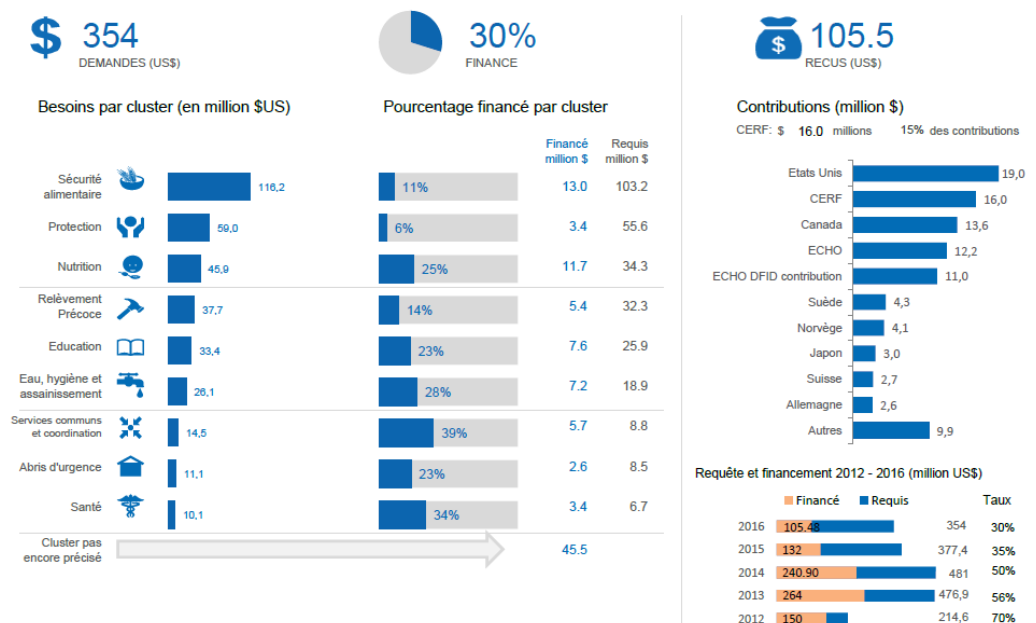 354
DEMANDES (US$)
30%
FINANCE
105.5
RECUS (US$)
Besoins par cluster (en million $US)
Pourcentage financé par cluster
Financé
million $
Requis
million $
Sécurité
alimentaire
116,2
11%
13.0
103.2
Protection
59,0
6%
3.4
55.6
Nutrition
45,9
25%
11.7
34.3
Relèvement
Précoce
37,7
14%
5.4
32.3
Education
33,4
23%
7.6
25.9
Eau, hygiène et
assainissement
26,1
28%
7.2
18.9
Services communs
et coordination
14,5
39%
5.7
8.8
Abris d'urgence
11,1
23%
2.6
8.5
Santé
10,1
34%
3.4
6.7
Cluster pas
encore précisé
45.5
Contributions (million $)
CERF: $ 16.0 millions 15% des contributions
Etats Unis 19,0
CERF 16,0
Canada 13,6
ECHO 12,2
ECHO DFID contribution 11,0
Suède 4,3
Norvège 4,1
Japon 3,0
Suisse 2,7
Allemagne 2,6
Autres 9,9
Requête et financement 2012 - 2016 (million US$)
Financé Requis Taux
2016 105.48 354 30%
2015 132 377,4 35%
2014 240.90 481 50%
2013 264 476,9 56%
2012 150 214,6 70%